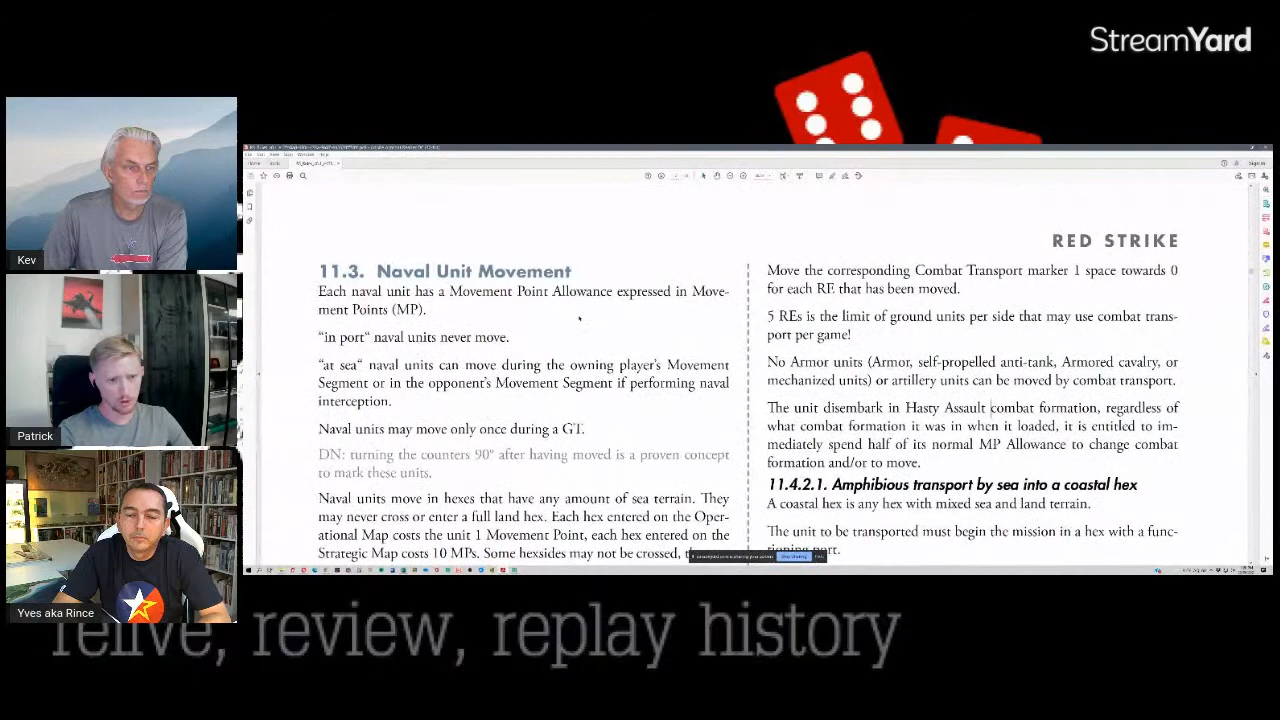 StreamYard
Kev
Patrick
Yves aka Rince
RED STRIKE
11.3. Naval Unit Movement
Each naval unit has a Movement Point Allowance expressed in Move-
ment Points (MP).
“in port“ naval units never move.
“at sea“ naval units can move during the owning player’s Movement
Segment or in the opponent’s Movement Segment if performing naval
interception.
Naval units may move only once during a GT.
DN: turning the counters 90° after having moved is a proven concept
to mark these units.
Naval units move in hexes that have any amount of sea terrain. They
may never cross or enter a full land hex. Each hex entered on the Oper-
ational Map costs the unit 1 Movement Point, each hex entered on the
Strategic Map costs 10 MPs. Some hexsides may not be crossed,
Move the corresponding Combat Transport marker 1 space towards 0
for each RE that has been moved.
5 REs is the limit of ground units per side that may use combat trans-
port per game!
No Armor units (Armor, self-propelled anti-tank, Armored cavalry, or
mechanized units) or artillery units can be moved by combat transport.
The unit disembark in Hasty Assault combat formation, regardless of
what combat formation it was in when it loaded, it is entitled to im-
mediately spend half of its normal MP Allowance to change combat
formation and/or to move.
11.4.2.1. Amphibious transport by sea into a coastal hex
A coastal hex is any hex with mixed sea and land terrain.
The unit to be transported must begin the mission in a hex with a func-
tioning port.
relive, review, replay history